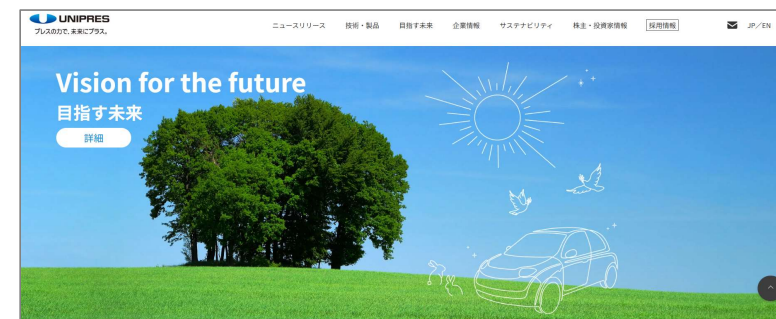 UNIPRES
プレスの力で、未来にプラス。
ニュースリリース 技術・製品 目指す未来 企業情報 サステナビリティ 株主・投資家情報 採用情報 JP/EN
Vision for the future
目指す未来
詳細